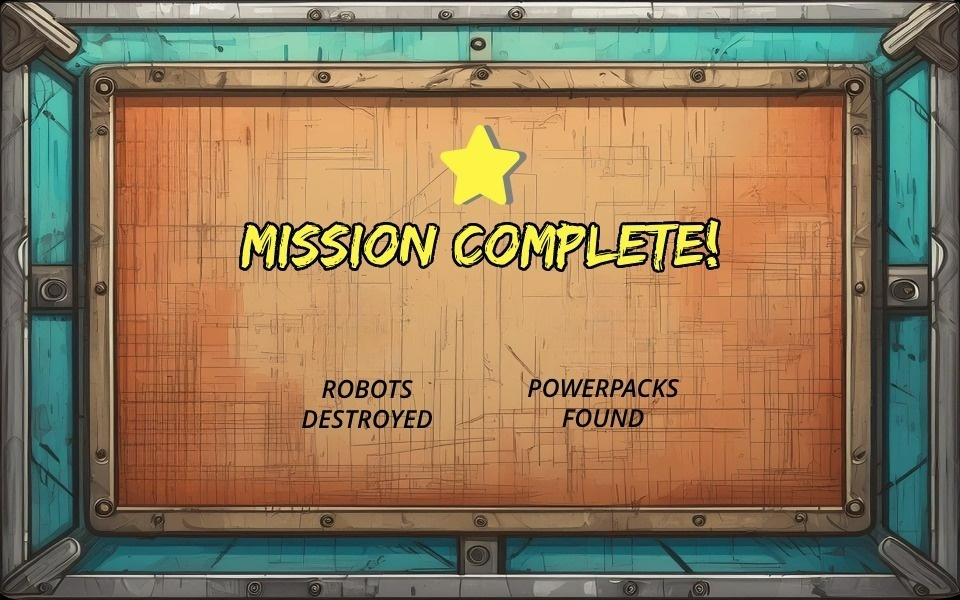 MISSION COMPLETE!
ROBOTS
DESTROYED
POWERPACKS
FOUND